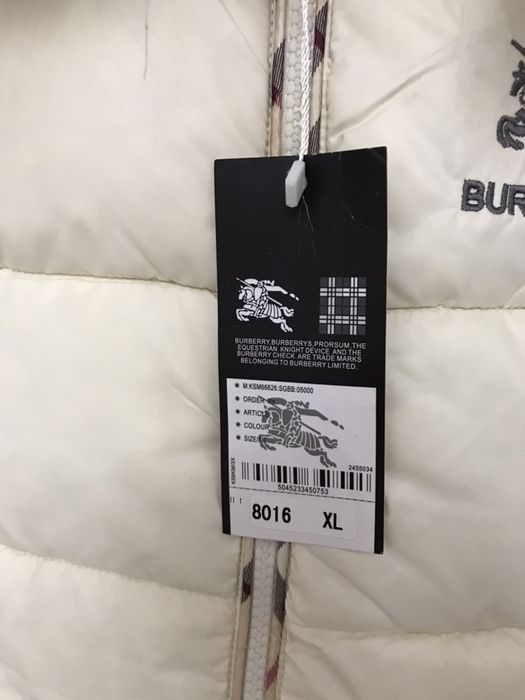 BUR
BURBERRY,BURBERRYS,PRORSUM,THE
EQUESTRIAN KNIGHT DEVICE AND THE
BURBERRY CHECK ARE TRADE MARKS
BELONGING TO BURBERRY LIMITED.
M:KSM66626:SGBB:05000
ORDER
ARTICL
COLOUR
SIZE/
2455034
5045233450753
8016 XL